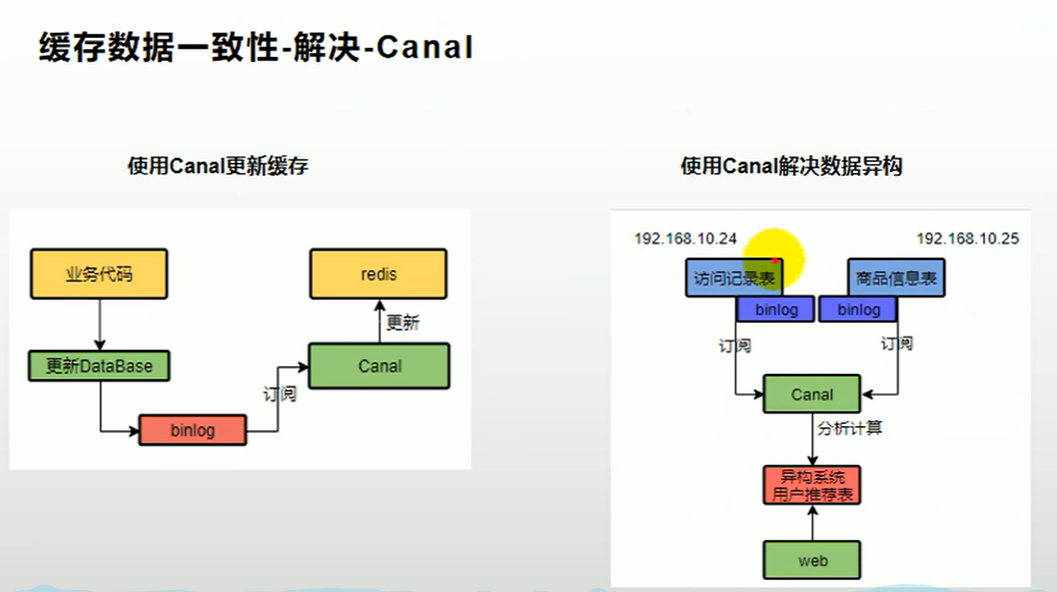 缓存数据一致性-解决-Canal
使用Canal更新缓存
业务代码
redis
更新
更新DataBase
Canal
订阅
binlog
使用Canal解决数据异构
192.168.10.24
192.168.10.25
访问记录表
商品信息表
binlog
binlog
订阅
订阅
Canal
分析计算
异构系统
用户推荐表
web